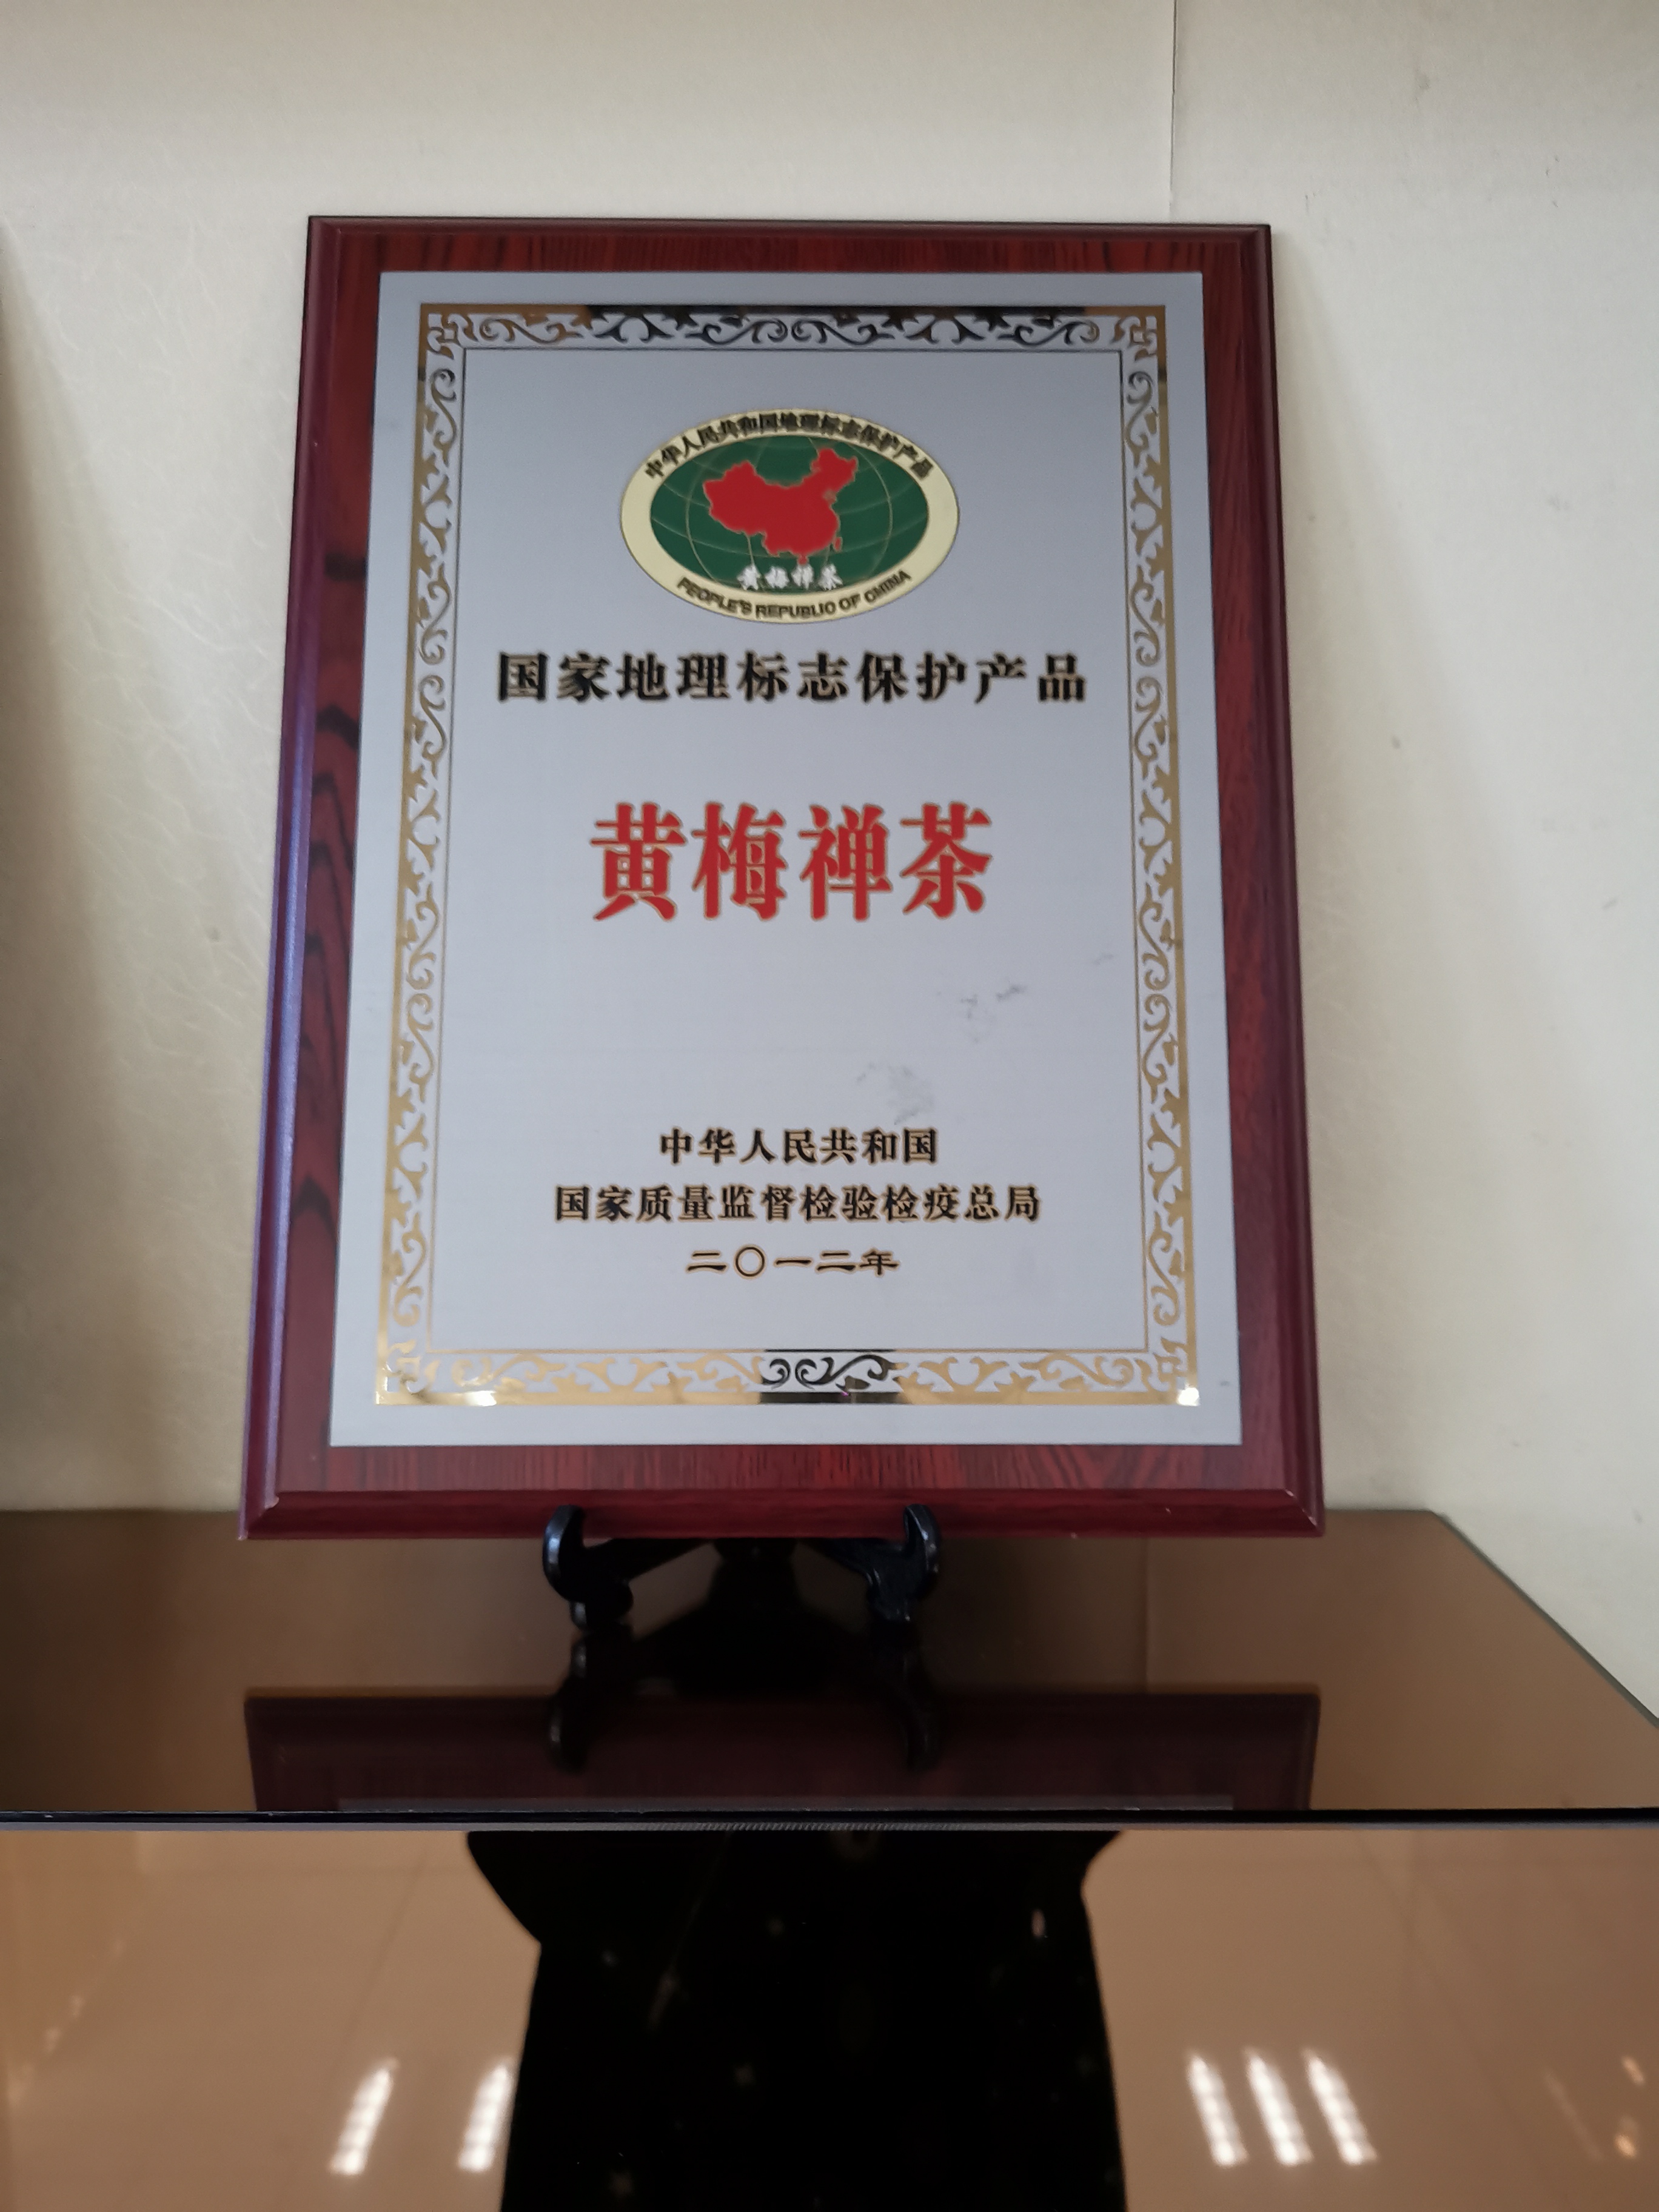 中华人民共和国地理标志保护产品
黄梅禅茶
PEOPLE'S REPUBLIC OF CHINA
国家地理标志保护产品
黄梅禅茶
中华人民共和国
国家质量监督检验检疫总局
二〇一二年